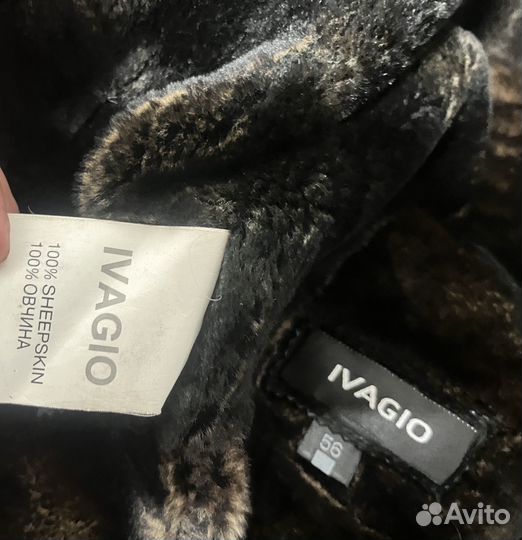 IVAGIO
100% SHEEPSKIN
100% ОВЧИНА
IVAGIO
56
Avito